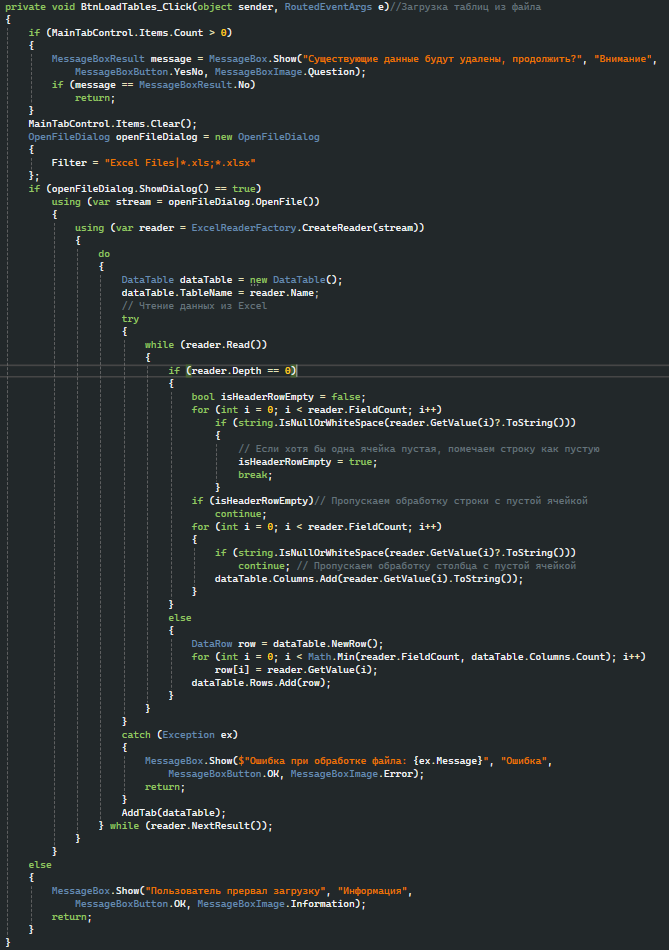 private void BtnLoadTables_Click(object sender, RoutedEventArgs e)//Загрузка таблиц из файла
{
if (MainTabControl.Items.Count > 0)
{
MessageBoxResult message = MessageBox.Show("Существующие данные будут удалены, продолжить?", "Внимание",
MessageBoxButton.YesNo, MessageBoxImage.Question);
if (message == MessageBoxResult.No)
return;
}
MainTabControl.Items.Clear();
OpenFileDialog openFileDialog = new OpenFileDialog
{
Filter = "Excel Files|*.xls;*.xlsx"
};
if (openFileDialog.ShowDialog() == true)
using (var stream = openFileDialog.OpenFile())
{
using (var reader = ExcelReaderFactory.CreateReader(stream))
{
do
{
DataTable dataTable = new DataTable();
dataTable.TableName = reader.Name;
// Чтение данных из Excel
try
{
while (reader.Read())
{
if (reader.Depth == 0)
{
bool isHeaderRowEmpty = false;
for (int i = 0; i < reader.FieldCount; i++)
if (string.IsNullOrWhiteSpace(reader.GetValue(i)?.ToString()))
{
// Если хотя бы одна ячейка пустая, помечаем строку как пустую
isHeaderRowEmpty = true;
break;
}
if (isHeaderRowEmpty)// Пропускаем обработку строки с пустой ячейкой
continue;
for (int i = 0; i < reader.FieldCount; i++)
{
if (string.IsNullOrWhiteSpace(reader.GetValue(i)?.ToString()))
continue; // Пропускаем обработку столбца с пустой ячейкой
dataTable.Columns.Add(reader.GetValue(i).ToString());
}
}
else
{
DataRow row = dataTable.NewRow();
for (int i = 0; i < Math.Min(reader.FieldCount, dataTable.Columns.Count); i++)
row[i] = reader.GetValue(i);
dataTable.Rows.Add(row);
}
}
}
catch (Exception ex)
{
MessageBox.Show($"Ошибка при обработке файла: {ex.Message}", "Ошибка",
MessageBoxButton.OK, MessageBoxImage.Error);
return;
}
AddTab(dataTable);
} while (reader.NextResult());
}
}
else
{
MessageBox.Show("Пользователь прервал загрузку", "Информация",
MessageBoxButton.OK, MessageBoxImage.Information);
return;
}
}